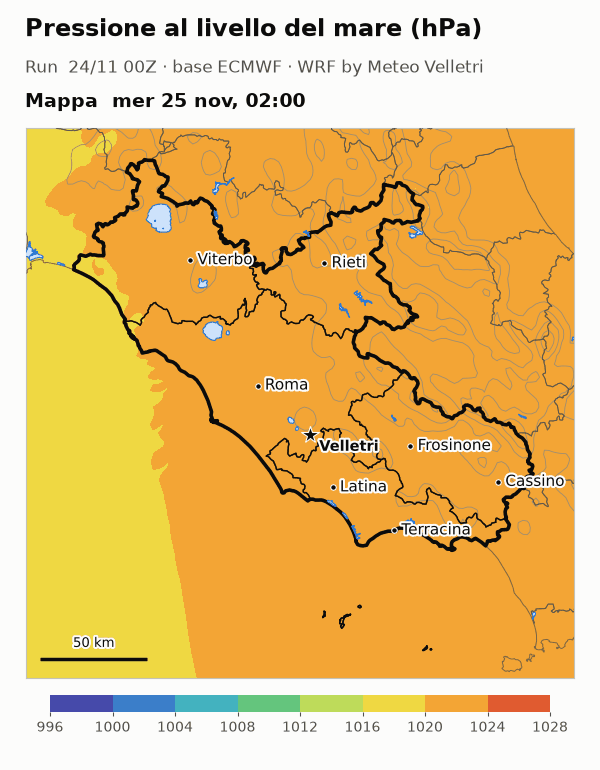 Pressione al livello del mare (hPa)
Run  24/11 00Z · base ECMWF · WRF by Meteo Velletri
Mappa  mer 25 nov, 02:00
Viterbo
Rieti
Roma
Velletri
Frosinone
Cassino
Latina
Terracina
50 km
996 1000 1004 1008 1012 1016 1020 1024 1028